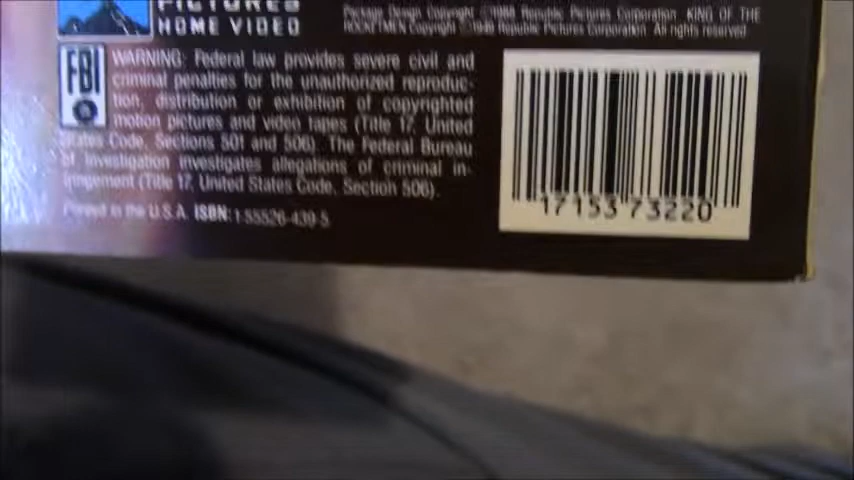 PICTURES
HOME VIDEO
Package Design Copyright ©1988 Republic Pictures Corporation KING OF THE
ROCKETMEN Copyright ©1949 Republic Pictures Corporation All rights reserved
FBI
WARNING: Federal law provides severe civil and
criminal penalties for the unauthorized reproduc-
tion, distribution or exhibition of copyrighted
motion pictures and video tapes (Title 17, United
States Code, Sections 501 and 506). The Federal Bureau
of Investigation investigates allegations of criminal in-
fringement (Title 17, United States Code, Section 506).
Printed in the U.S.A. ISBN: 1-55526-439-5
17153 73220